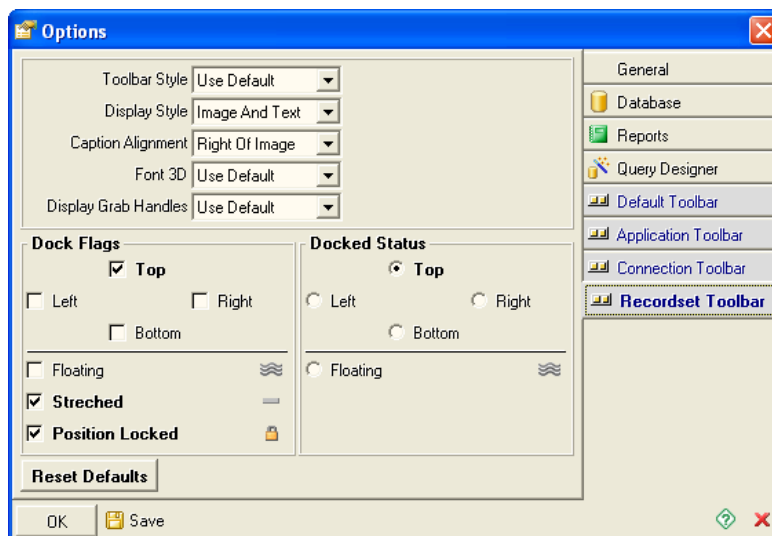 Options
Toolbar Style Use Default
Display Style Image And Text
Caption Alignment Right Of Image
Font 3D Use Default
Display Grab Handles Use Default
Dock Flags
Top
Left Right
Bottom
Floating
Streched
Position Locked
Docked Status
Top
Left Right
Bottom
Floating
Reset Defaults
General
Database
Reports
Query Designer
Default Toolbar
Application Toolbar
Connection Toolbar
Recordset Toolbar
OK Save